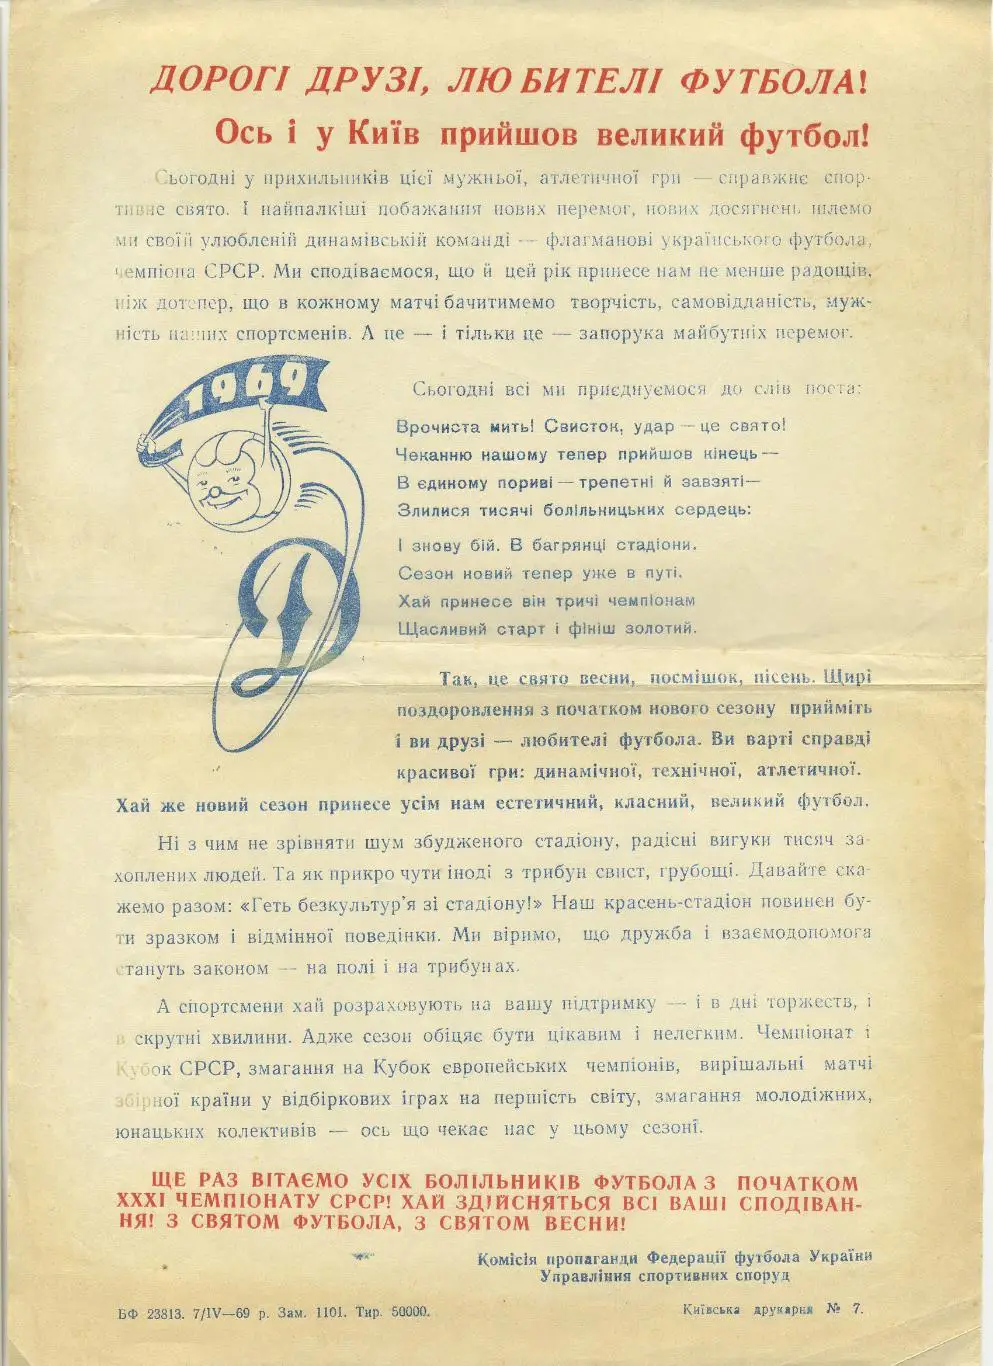 ДОРОГІ ДРУЗІ, ЛЮБИТЕЛІ ФУТБОЛА!
Ось і у Київ прийшов великий футбол!
Сьогодні у прихильників цієї мужньої, атлетичної гри — справжнє спор-
тивне свято. І найпалкіші побажання нових перемог, нових досягнень шлемо
ми своїй улюбленій динамівській команді — флагманові українського футбола,
чемпіона СРСР. Ми сподіваємося, що й цей рік принесе нам не менше радощів,
ніж дотепер, що в кожному матчі бачитимемо творчість, самовідданість, муж-
ність наших спортсменів. А це — і тільки це — запорука майбутніх перемог.
1969
Сьогодні всі ми приєднуємося до слів поета:
Врочиста мить! Свисток, удар — це свято!
Чеканню нашому тепер прийшов кінець —
В єдиному пориві — трепетні й завзяті —
Злилися тисячі болільницьких сердець:
І знову бій. В багрянці стадіони.
Сезон новий тепер уже в путі.
Хай принесе він тричі чемпіонам
Щасливий старт і фініш золотий.
Д
Так, це свято весни, посмішок, пісень. Щирі
поздоровлення з початком нового сезону прийміть
і ви друзі — любителі футбола. Ви варті справді
красивої гри: динамічної, технічної, атлетичної.
Хай же новий сезон принесе усім нам естетичний, класний, великий футбол.
Ні з чим не зрівняти шум збудженого стадіону, радісні вигуки тисяч за-
хоплених людей. Та як прикро чути іноді з трибун свист, грубощі. Давайте ска-
жемо разом: «Геть безкультур'я зі стадіону!» Наш красень-стадіон повинен бу-
ти зразком і відмінної поведінки. Ми віримо, що дружба і взаємодопомога
стануть законом — на полі і на трибунах.
А спортсмени хай розраховують на вашу підтримку — і в дні торжеств, і
в скрутні хвилини. Адже сезон обіцяє бути цікавим і нелегким. Чемпіонат і
Кубок СРСР, змагання на Кубок європейських чемпіонів, вирішальні матчі
збірної країни у відбіркових іграх на першість світу, змагання молодіжних,
юнацьких колективів — ось що чекає нас у цьому сезоні.
ЩЕ РАЗ ВІТАЄМО УСІХ БОЛІЛЬНИКІВ ФУТБОЛА З ПОЧАТКОМ
XXXI ЧЕМПІОНАТУ СРСР! ХАЙ ЗДІЙСНЯТЬСЯ ВСІ ВАШІ СПОДІВАН-
НЯ! З СВЯТОМ ФУТБОЛА, З СВЯТОМ ВЕСНИ!
Комісія пропаганди Федерації футбола України
Управління спортивних споруд
БФ 23813. 7/IV—69 р. Зам. 1101. Тир. 50000.
Київська друкарня № 7.